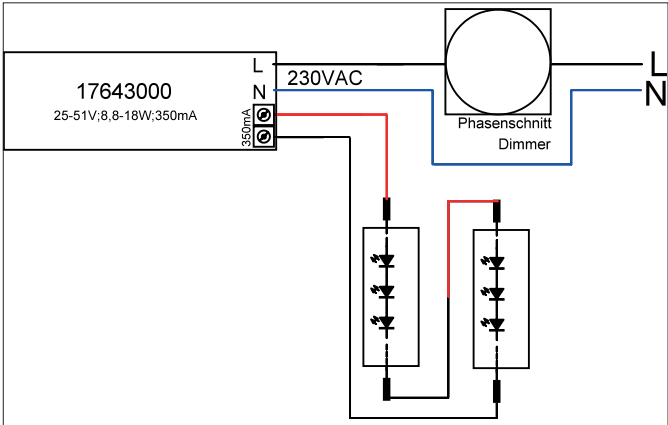 L
17643000
230VAC
L
N
N
25-51V;8,8-18W;350mA
350mA
Phasenschnitt
Dimmer